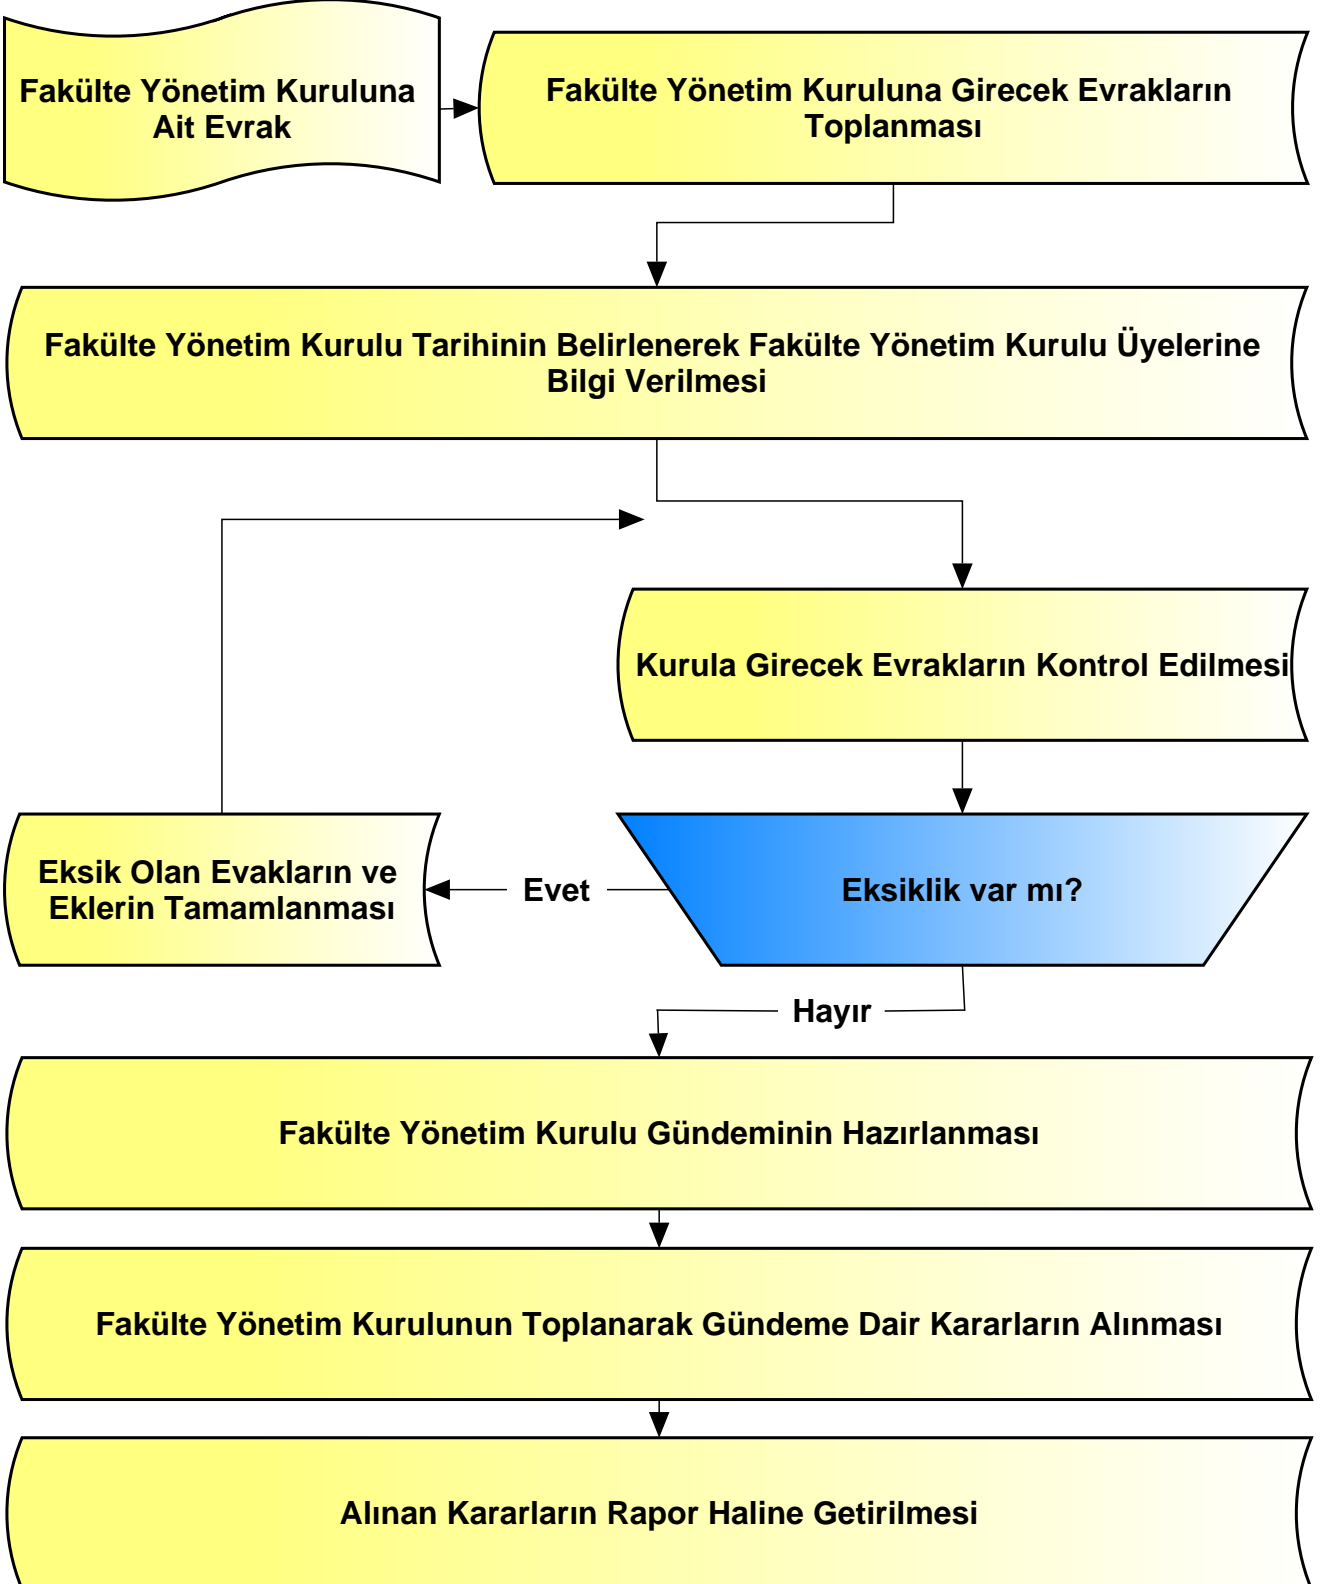 Fakülte Yönetim Kuruluna
Ait Evrak
Fakülte Yönetim Kuruluna Girecek Evrakların
Toplanması
Fakülte Yönetim Kurulu Tarihinin Belirlenerek Fakülte Yönetim Kurulu Üyelerine
Bilgi Verilmesi
Kurula Girecek Evrakların Kontrol Edilmesi
Eksik Olan Evakların ve
Eklerin Tamamlanması
Evet
Eksiklik var mı?
Hayır
Fakülte Yönetim Kurulu Gündeminin Hazırlanması
Fakülte Yönetim Kurulunun Toplanarak Gündeme Dair Kararların Alınması
Alınan Kararların Rapor Haline Getirilmesi